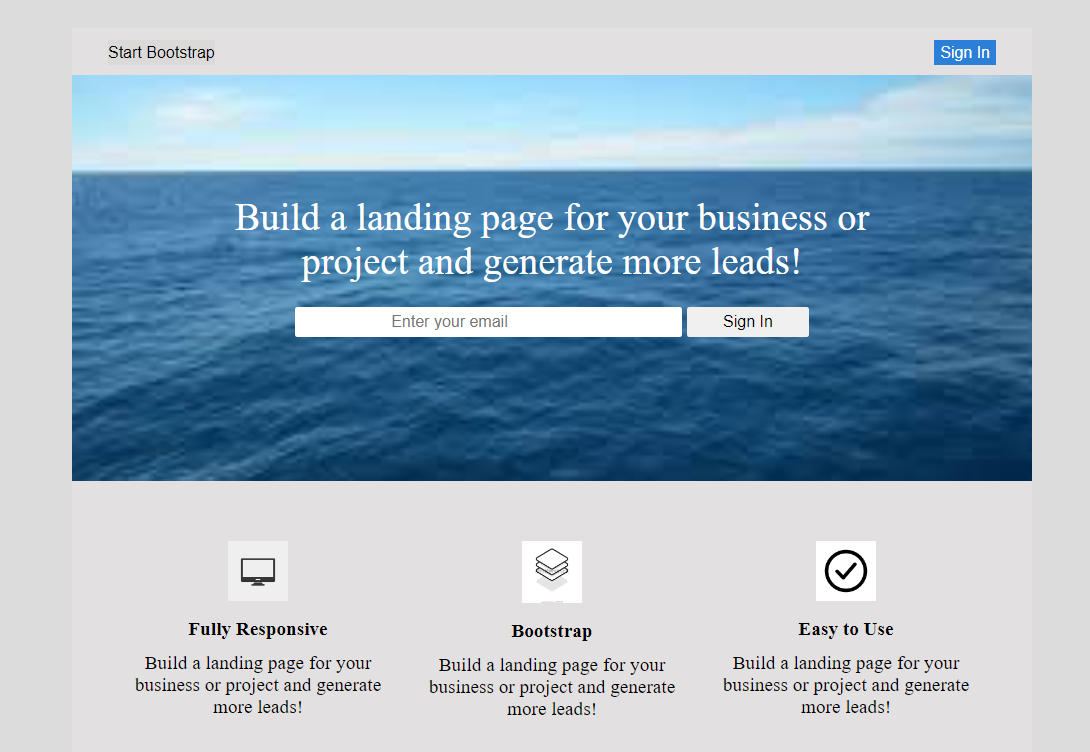 Start Bootstrap
Sign In
Build a landing page for your business or
project and generate more leads!
Enter your email
Sign In
Fully Responsive
Build a landing page for your
business or project and generate
more leads!
Bootstrap
Build a landing page for your
business or project and generate
more leads!
Easy to Use
Build a landing page for your
business or project and generate
more leads!